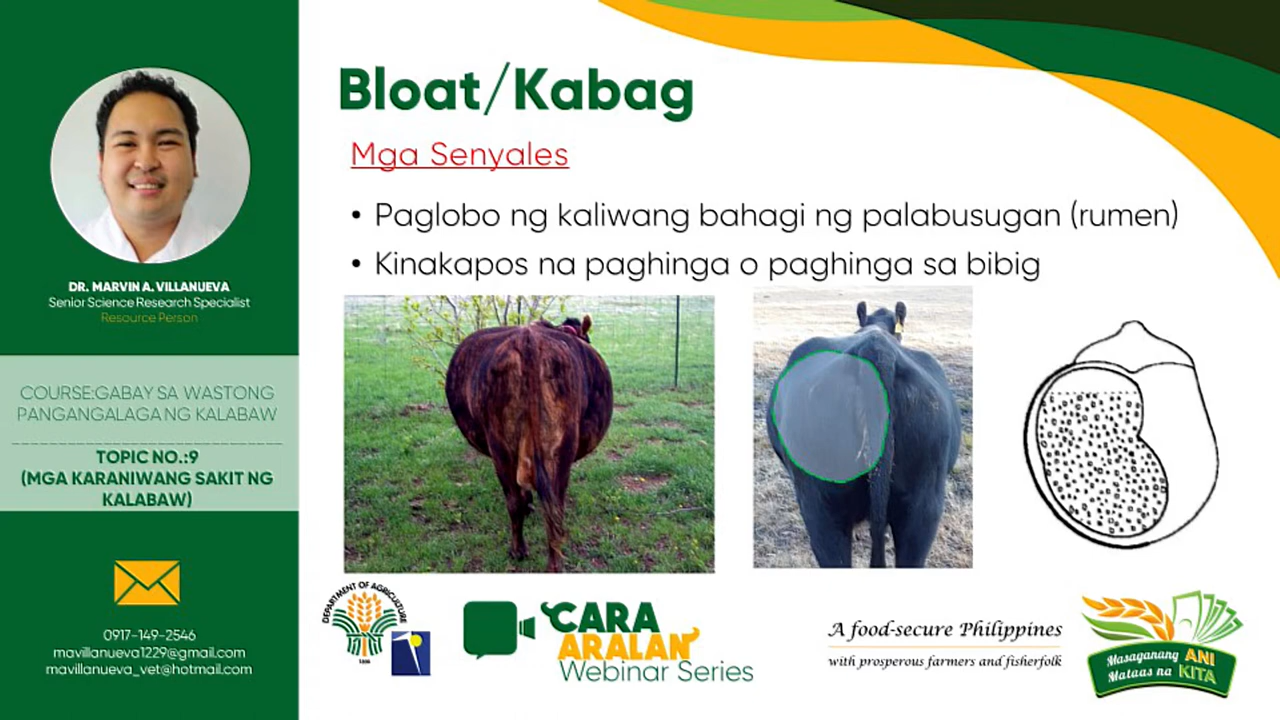 Bloat/Kabag
Mga Senyales
• Paglobo ng kaliwang bahagi ng palabusugan (rumen)
• Kinakapos na paghinga o paghinga sa bibig
DR. MARVIN A. VILLANUEVA
Senior Science Research Specialist
Resource Person
COURSE:GABAY SA WASTONG
PANGANGALAGA NG KALABAW
TOPIC NO.:9
(MGA KARANIWANG SAKIT NG
KALABAW)
0917-149-2546
mavillanueva1229@gmail.com
mavillanueva_vet@hotmail.com
DEPARTMENT OF AGRICULTURE
1898
CARA
ARALAN
Webinar Series
A food-secure Philippines
with prosperous farmers and fisherfolk
Masaganang ANI
Mataas na KITA